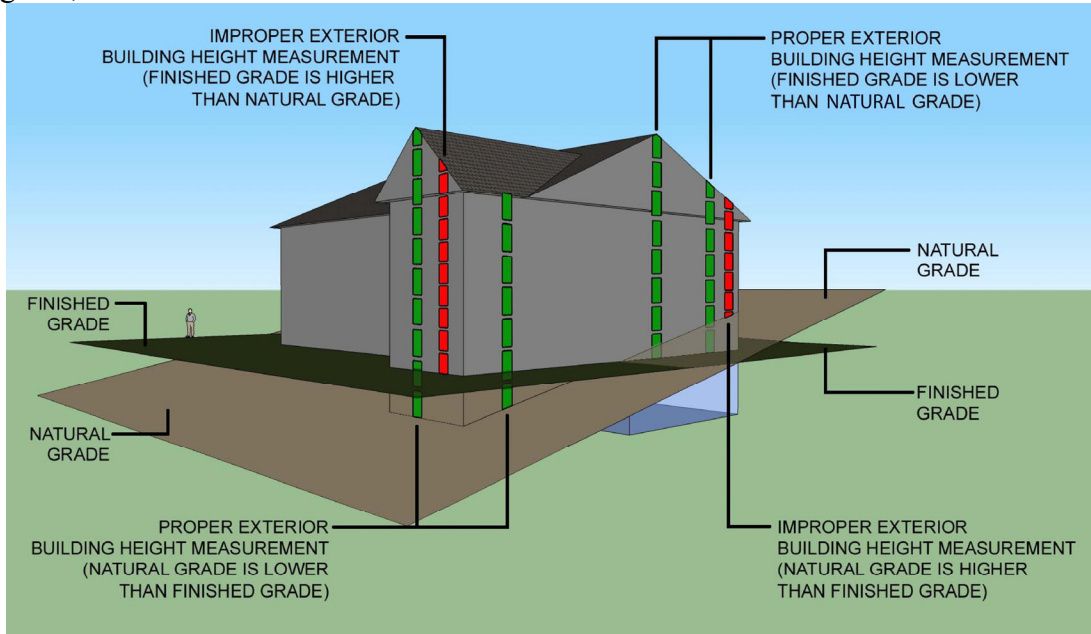 IMPROPER EXTERIOR
BUILDING HEIGHT MEASUREMENT
(FINISHED GRADE IS HIGHER
THAN NATURAL GRADE)
PROPER EXTERIOR
BUILDING HEIGHT MEASUREMENT
(FINISHED GRADE IS LOWER
THAN NATURAL GRADE)
NATURAL
GRADE
FINISHED
GRADE
FINISHED
GRADE
NATURAL
GRADE
PROPER EXTERIOR
BUILDING HEIGHT MEASUREMENT
(NATURAL GRADE IS LOWER
THAN FINISHED GRADE)
IMPROPER EXTERIOR
BUILDING HEIGHT MEASUREMENT
(NATURAL GRADE IS HIGHER
THAN FINISHED GRADE)